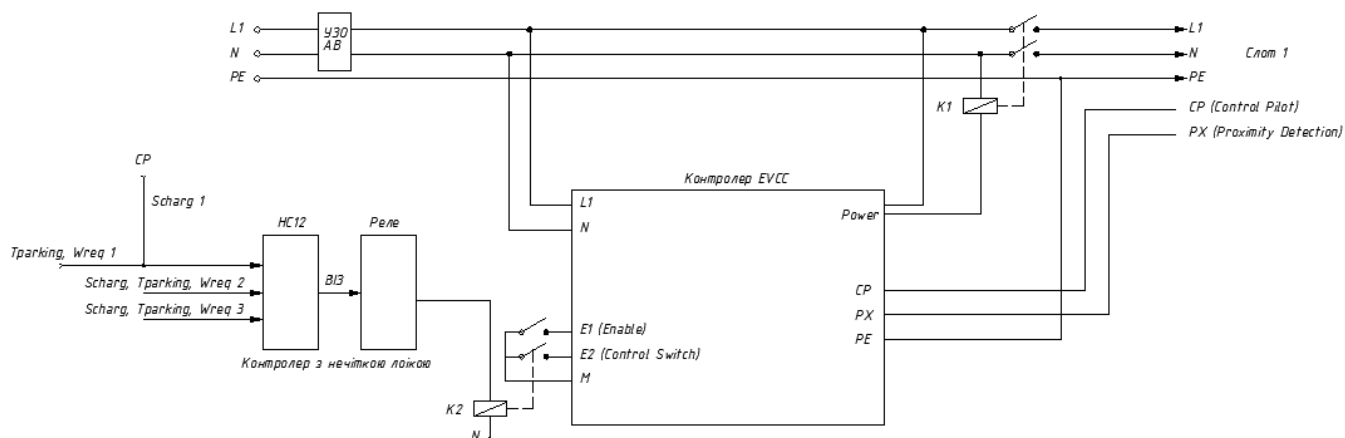 L1
УЗО
АВ
L1
N
N
Слот 1
PE
PE
K1
CP (Control Pilot)
PX (Proximity Detection)
CP
Контролер EVCC
Scharg 1
L1
Power
HC12
Реле
N
Tparking, Wreq 1
Scharg, Tparking, Wreq 2
ВІЗ
CP
Scharg, Tparking, Wreq 3
PX
E1 (Enable)
PE
E2 (Control Switch)
Контролер з нечіткою лоікою
M
K2
N